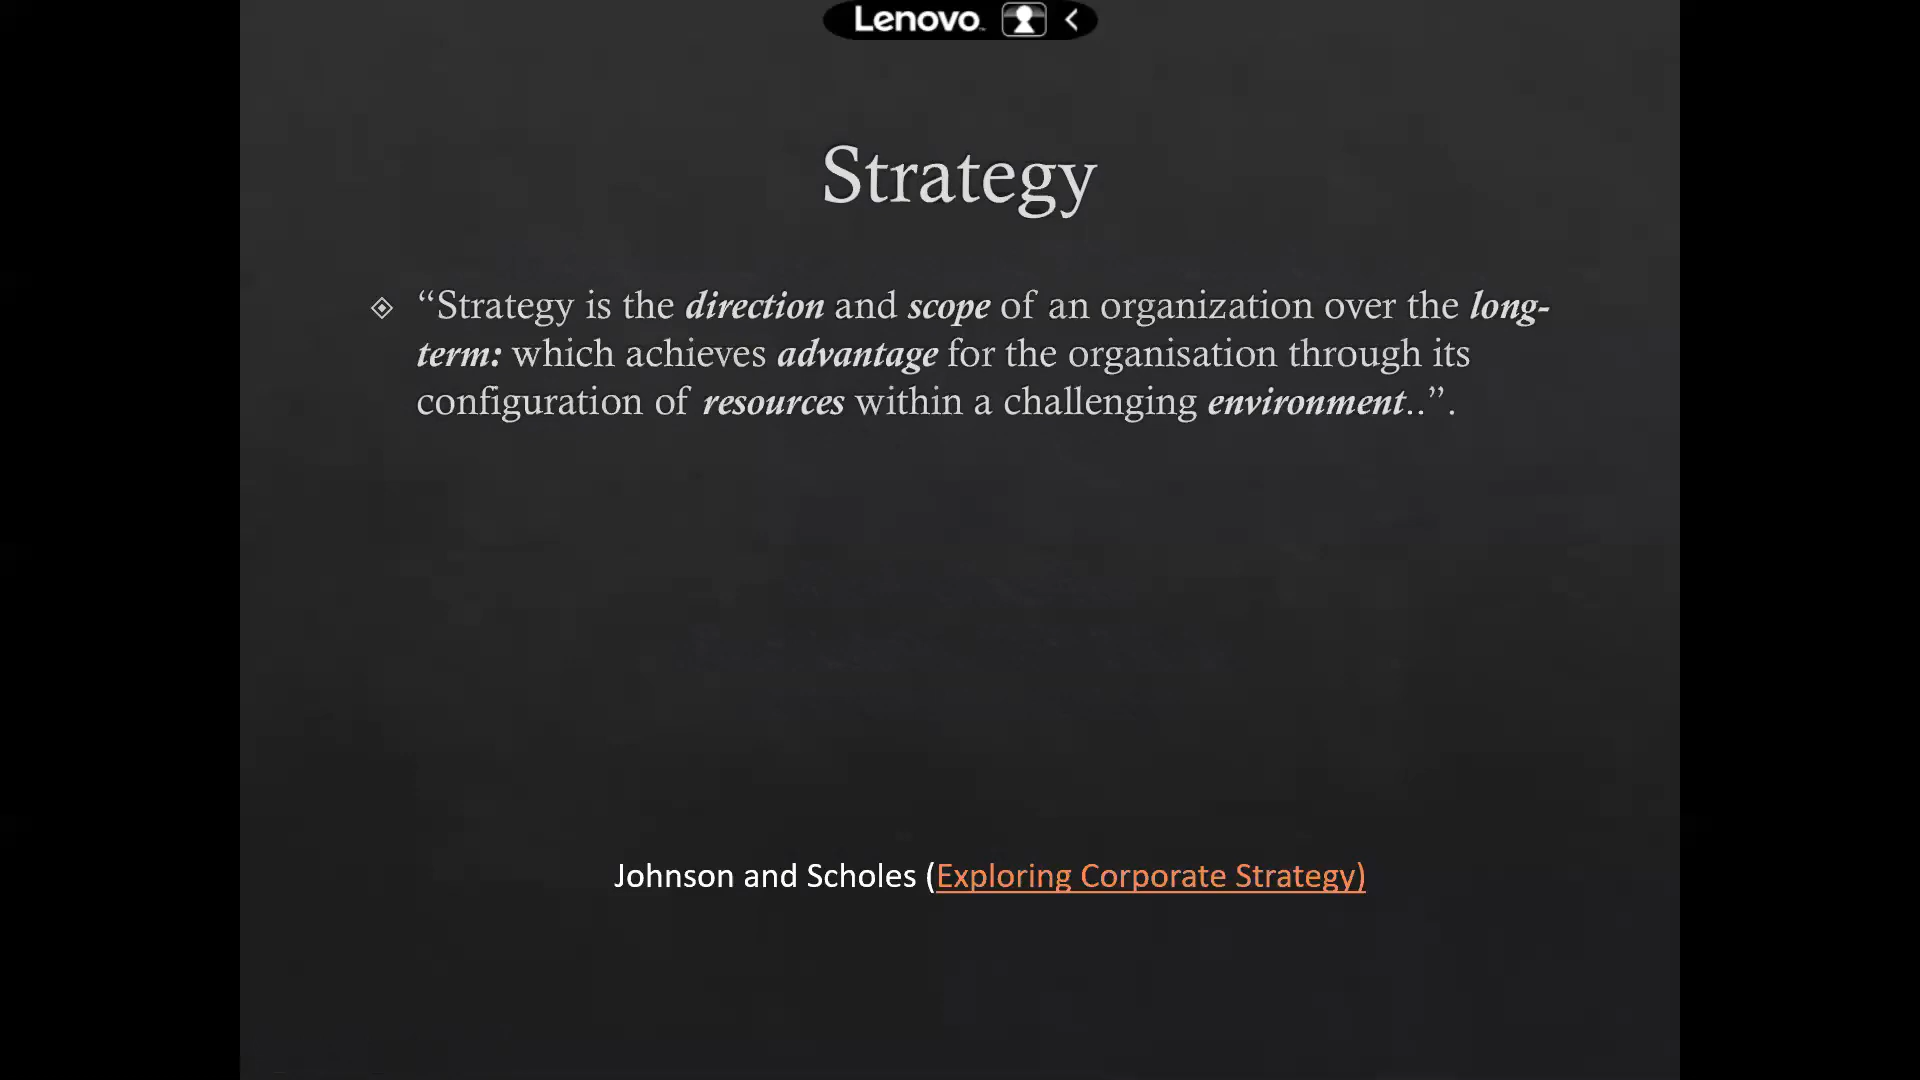 Lenovo
Strategy
“Strategy is the direction and scope of an organization over the long-
term: which achieves advantage for the organisation through its
configuration of resources within a challenging environment..”.
Johnson and Scholes (Exploring Corporate Strategy)